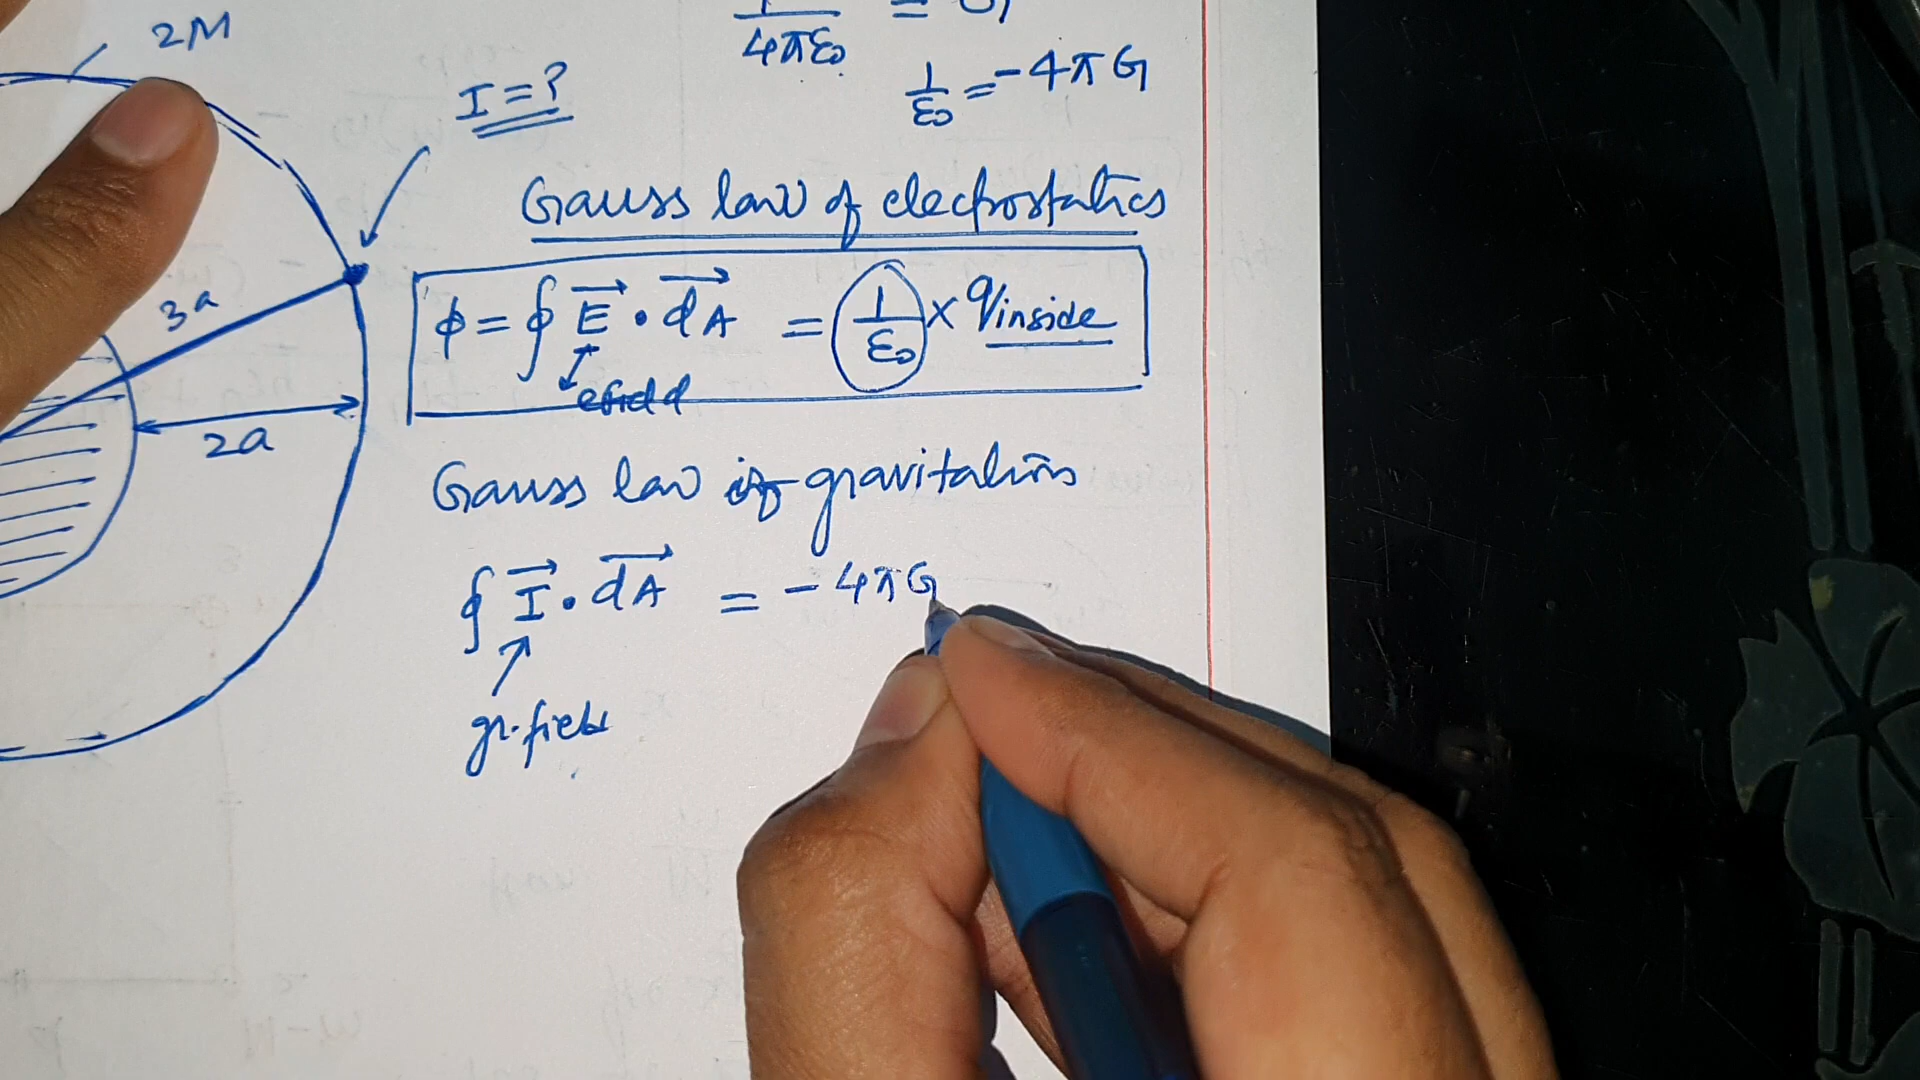 2M
1/4πε₀ = G
1/ε₀ = -4πG
I = ?
Gauss law of electrostatics
ϕ = ∮ E⃗ · dA⃗ = 1/ε₀ × q inside
efield
3a
2a
Gauss law of gravitation
∮ I⃗ · dA⃗ = - 4πG
gr. field